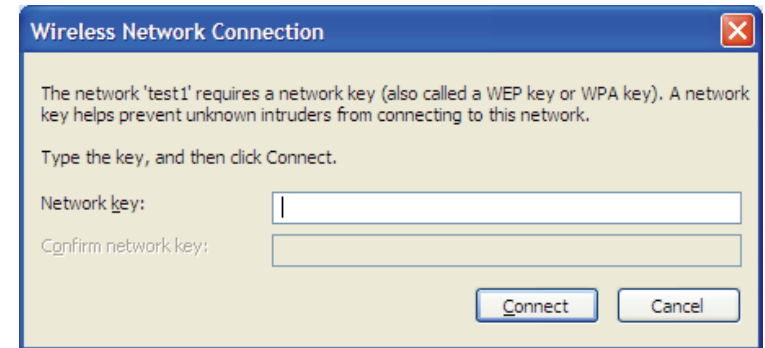 Wireless Network Connection
The network 'test1' requires a network key (also called a WEP key or WPA key). A network
key helps prevent unknown intruders from connecting to this network.
Type the key, and then click Connect.
Network key:
Confirm network key:
Connect Cancel